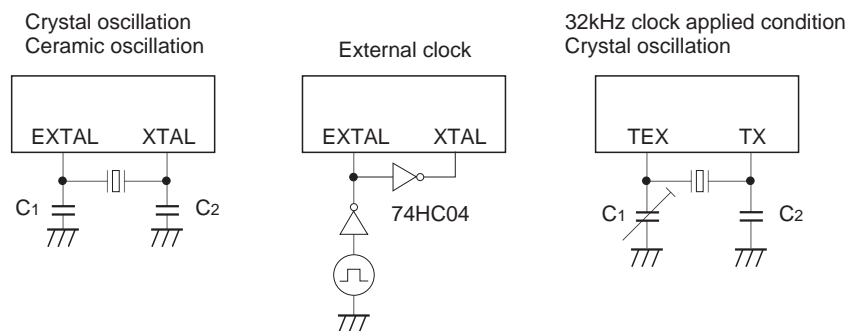 Crystal oscillation
Ceramic oscillation
EXTAL XTAL
C1 C2
External clock
EXTAL XTAL
74HC04
32kHz clock applied condition
Crystal oscillation
TEX TX
C1 C2